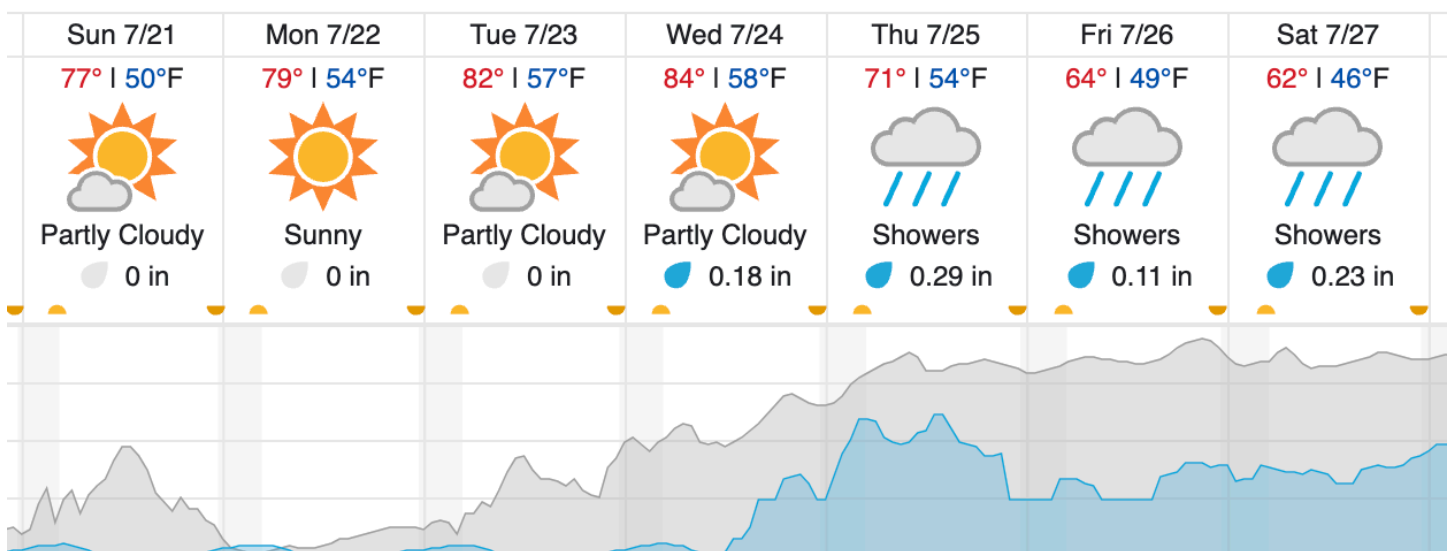 Sun 7/21 Mon 7/22 Tue 7/23 Wed 7/24 Thu 7/25 Fri 7/26 Sat 7/27
77° | 50°F 79° | 54°F 82° | 57°F 84° | 58°F 71° | 54°F 64° | 49°F 62° | 46°F
Partly Cloudy Sunny Partly Cloudy Partly Cloudy Showers Showers Showers
0 in 0 in 0 in 0.18 in 0.29 in 0.11 in 0.23 in